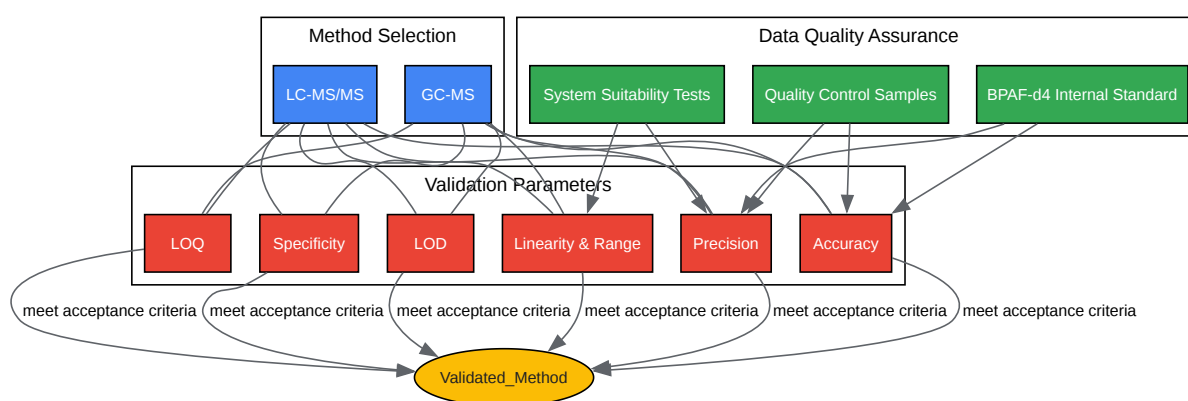 Method Selection
Data Quality Assurance
LC-MS/MS
GC-MS
System Suitability Tests
Quality Control Samples
BPAF-d4 Internal Standard
Validation Parameters
LOQ
Specificity
LOD
Linearity & Range
Precision
Accuracy
meet acceptance criteria
meet acceptance criteria
meet acceptance criteria
meet acceptance criteria
meet acceptance criteria
meet acceptance criteria
Validated_Method